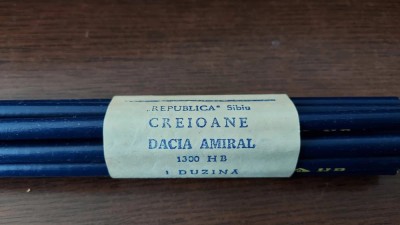 „REPUBLICA" Sibiu
CREIOANE
DACIA AMIRAL
1300 HB
1 DUZINĂ